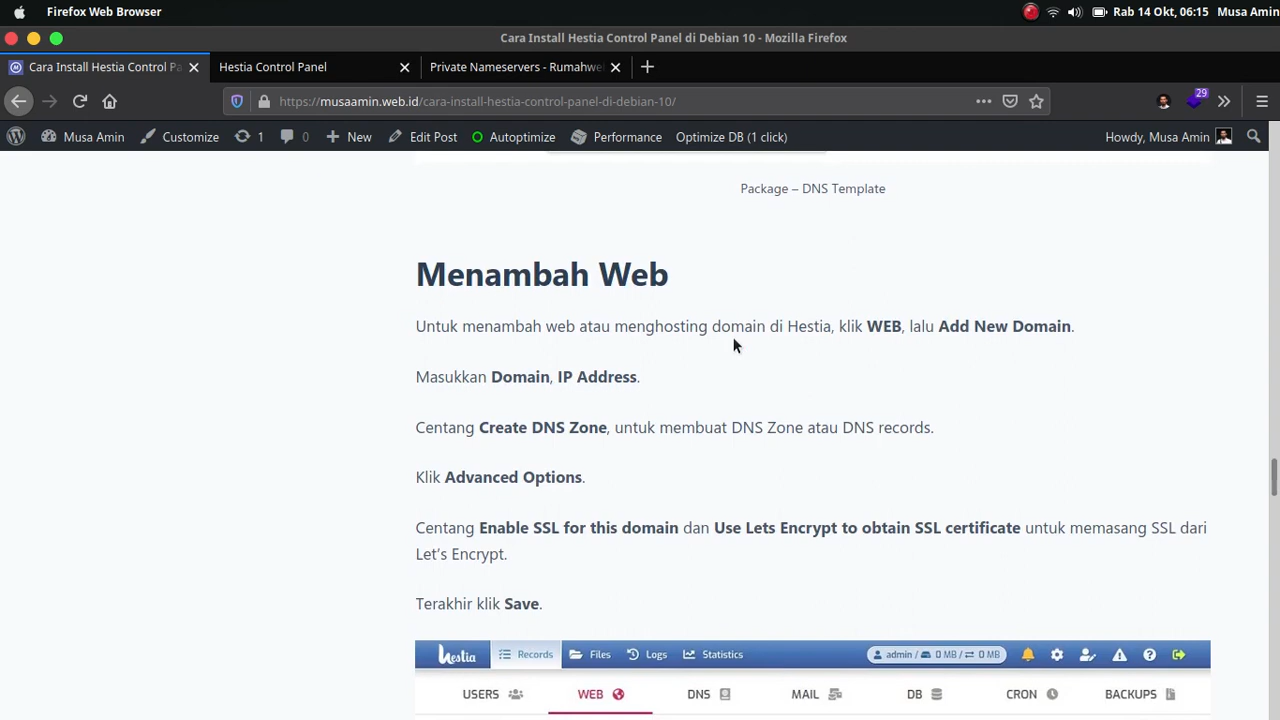 Firefox Web Browser
Rab 14 Okt, 06:15 Musa Amin
Cara Install Hestia Control Panel di Debian 10 - Mozilla Firefox
Cara Install Hestia Control Pa
Hestia Control Panel
Private Nameservers - Rumahwe
https://musaamin.web.id/cara-install-hestia-control-panel-di-debian-10/
29
Musa Amin Customize 1 0 New Edit Post Autoptimize Performance Optimize DB (1 click) Howdy, Musa Amin
Package – DNS Template
Menambah Web
Untuk menambah web atau menghosting domain di Hestia, klik WEB, lalu Add New Domain.
Masukkan Domain, IP Address.
Centang Create DNS Zone, untuk membuat DNS Zone atau DNS records.
Klik Advanced Options.
Centang Enable SSL for this domain dan Use Lets Encrypt to obtain SSL certificate untuk memasang SSL dari
Let’s Encrypt.
Terakhir klik Save.
hestia Records Files Logs Statistics admin / 0 MB / 0 MB
USERS WEB DNS MAIL DB CRON BACKUPS